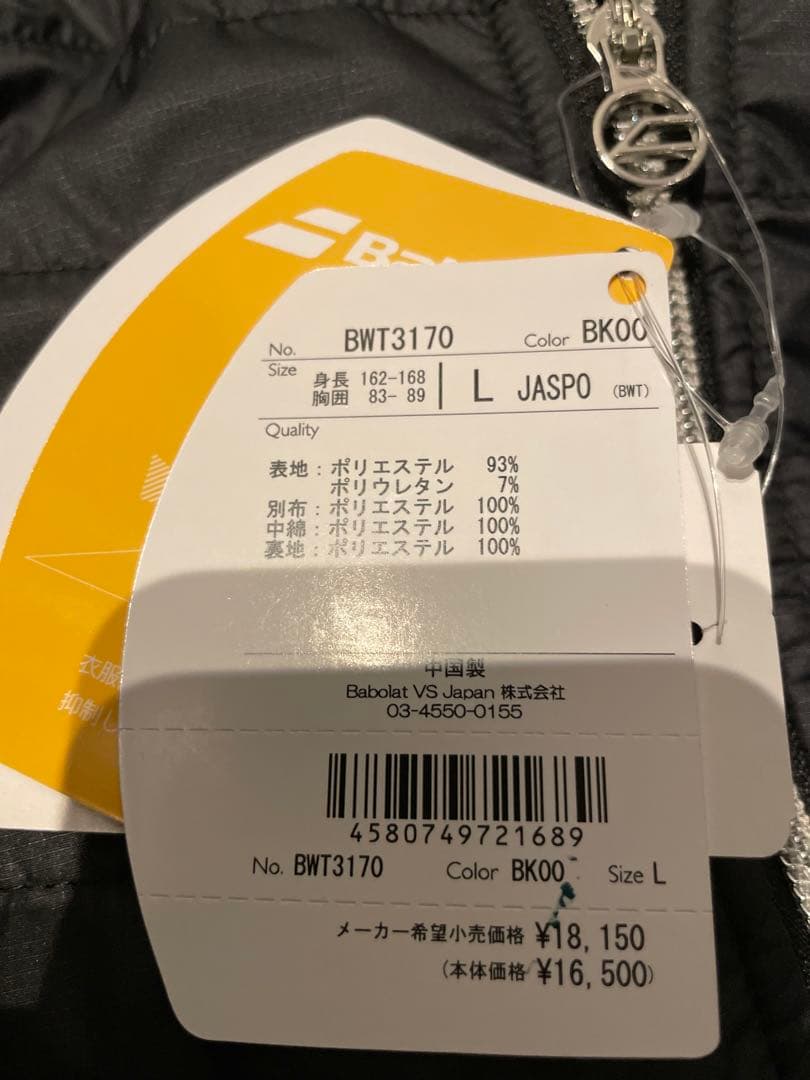 No. BWT3170 Color BK00
Size 身長 162-168 L JASPO (BWT)
胸囲 83- 89
Quality
表地:ポリエステル 93%
ポリウレタン 7%
別布:ポリエステル 100%
中綿:ポリエステル 100%
裏地:ポリエステル 100%
中国製
Babolat VS Japan 株式会社
03-4550-0155
4580749721689
No. BWT3170 Color BK00 Size L
メーカー希望小売価格 ¥18,150
(本体価格 ¥16,500)
衣服
抑制し